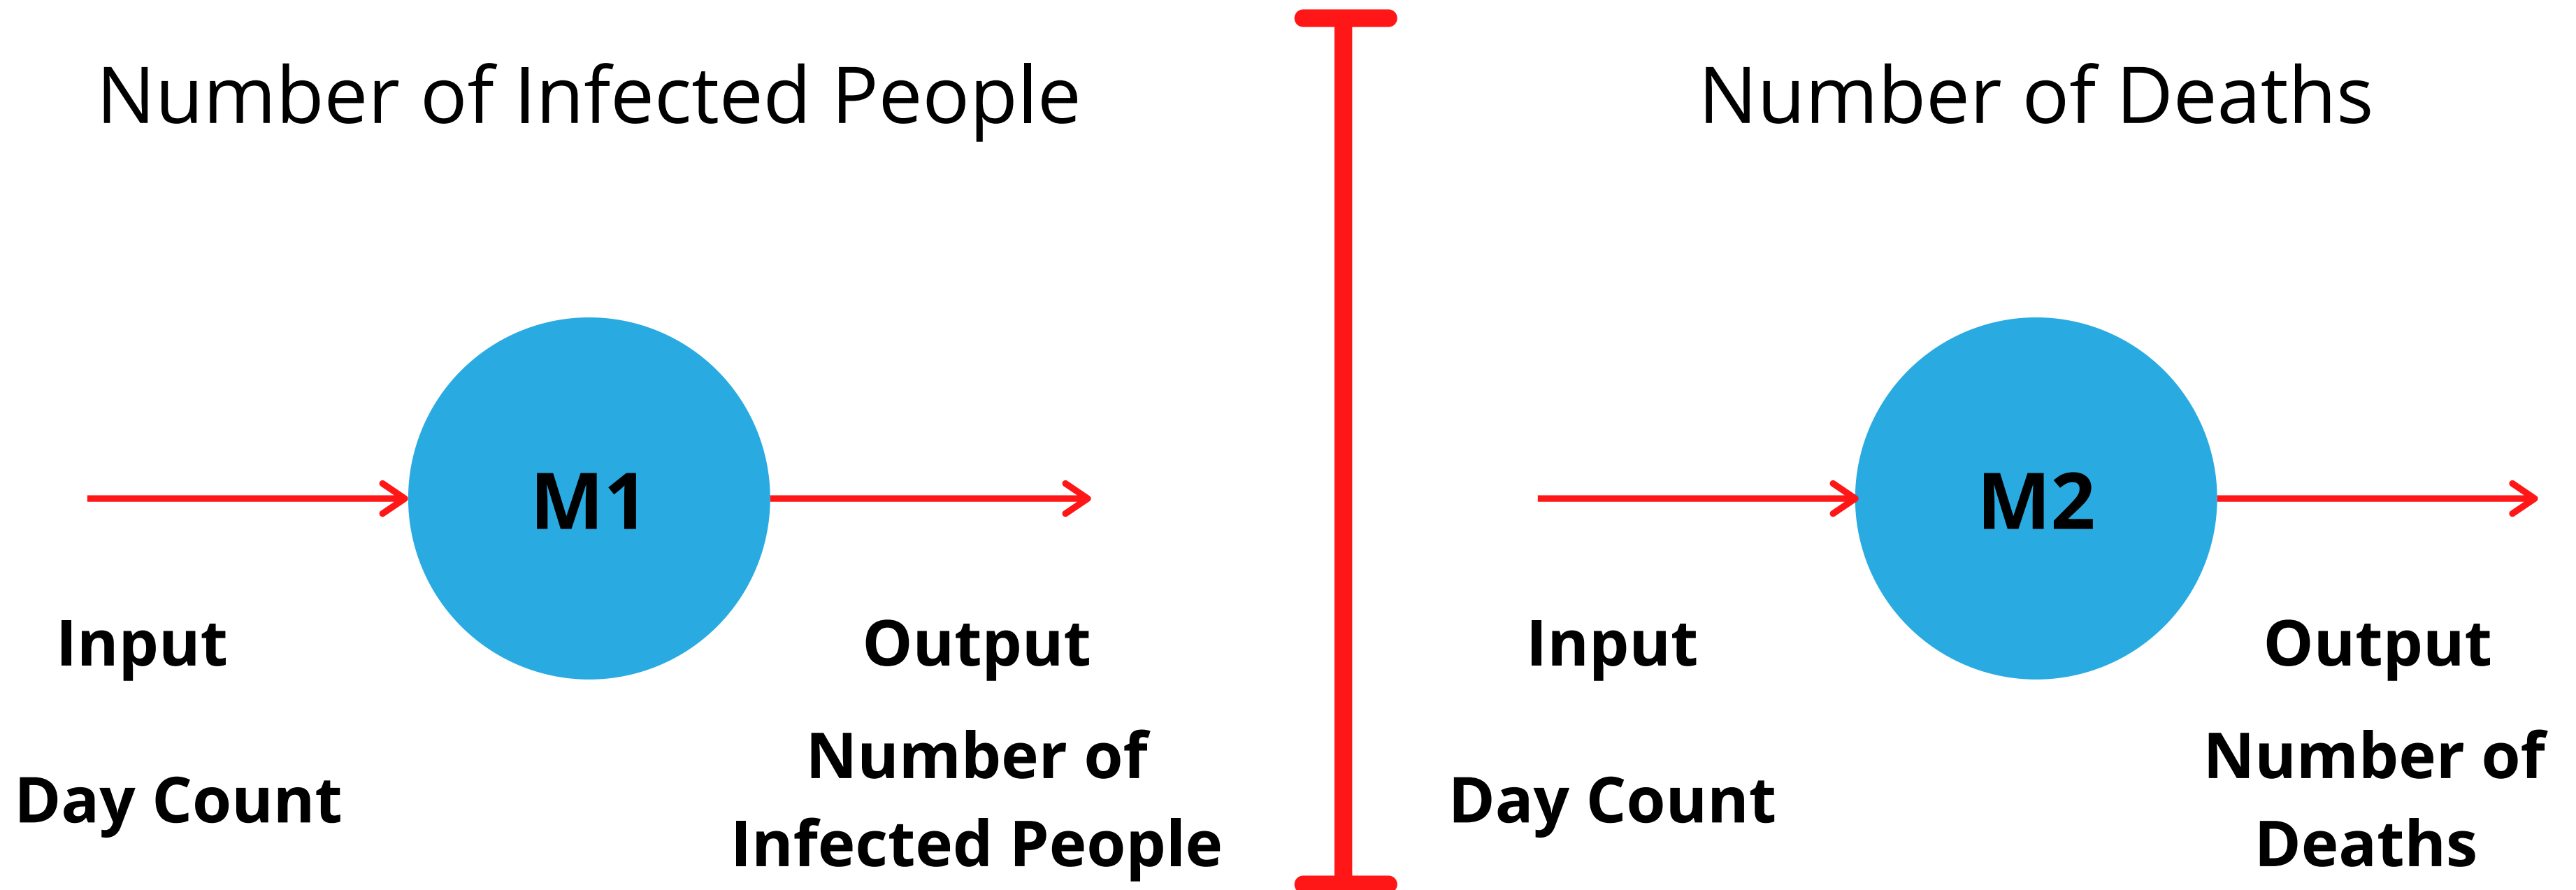 Number of Infected People
M1
Input
Output
Day Count
Number of
Infected People
Number of Deaths
M2
Input
Output
Day Count
Number of
Deaths